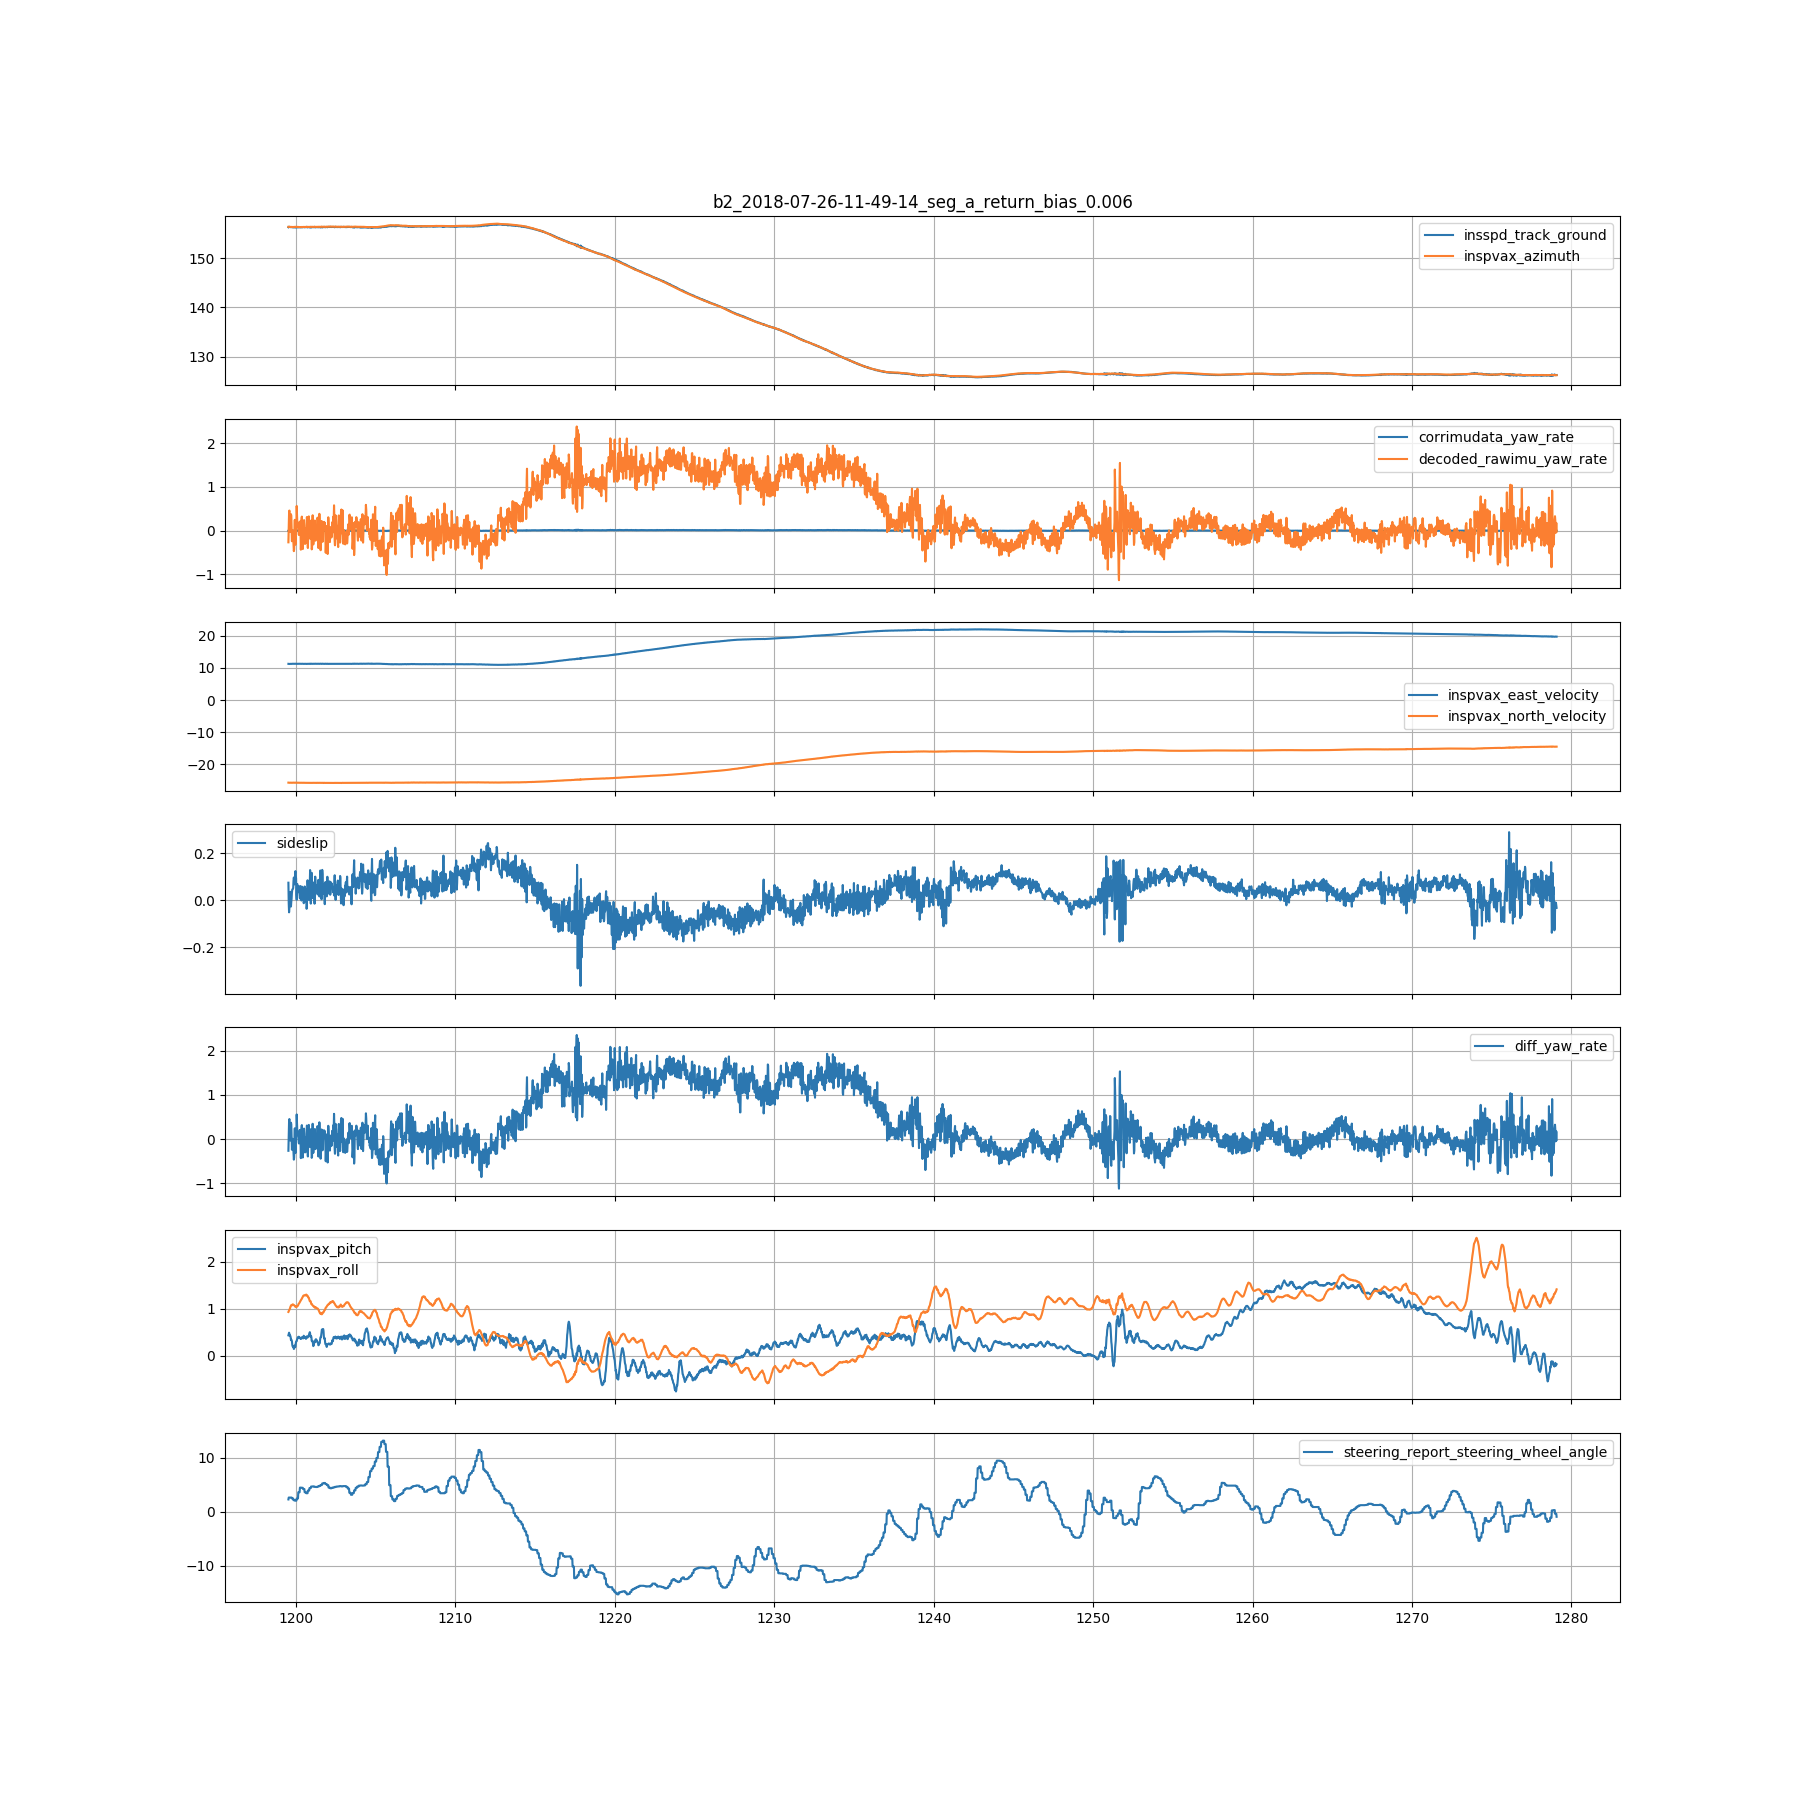 b2_2018-07-26-11-49-14_seg_a_return_bias_0.006
150
140
130
insspd_track_ground
inspvax_azimuth
2
1
0
−1
corrimudata_yaw_rate
decoded_rawimu_yaw_rate
20
10
0
−10
−20
inspvax_east_velocity
inspvax_north_velocity
0.2
0.0
−0.2
sideslip
2
1
0
−1
diff_yaw_rate
2
1
0
inspvax_pitch
inspvax_roll
10
0
−10
steering_report_steering_wheel_angle
1200 1210 1220 1230 1240 1250 1260 1270 1280